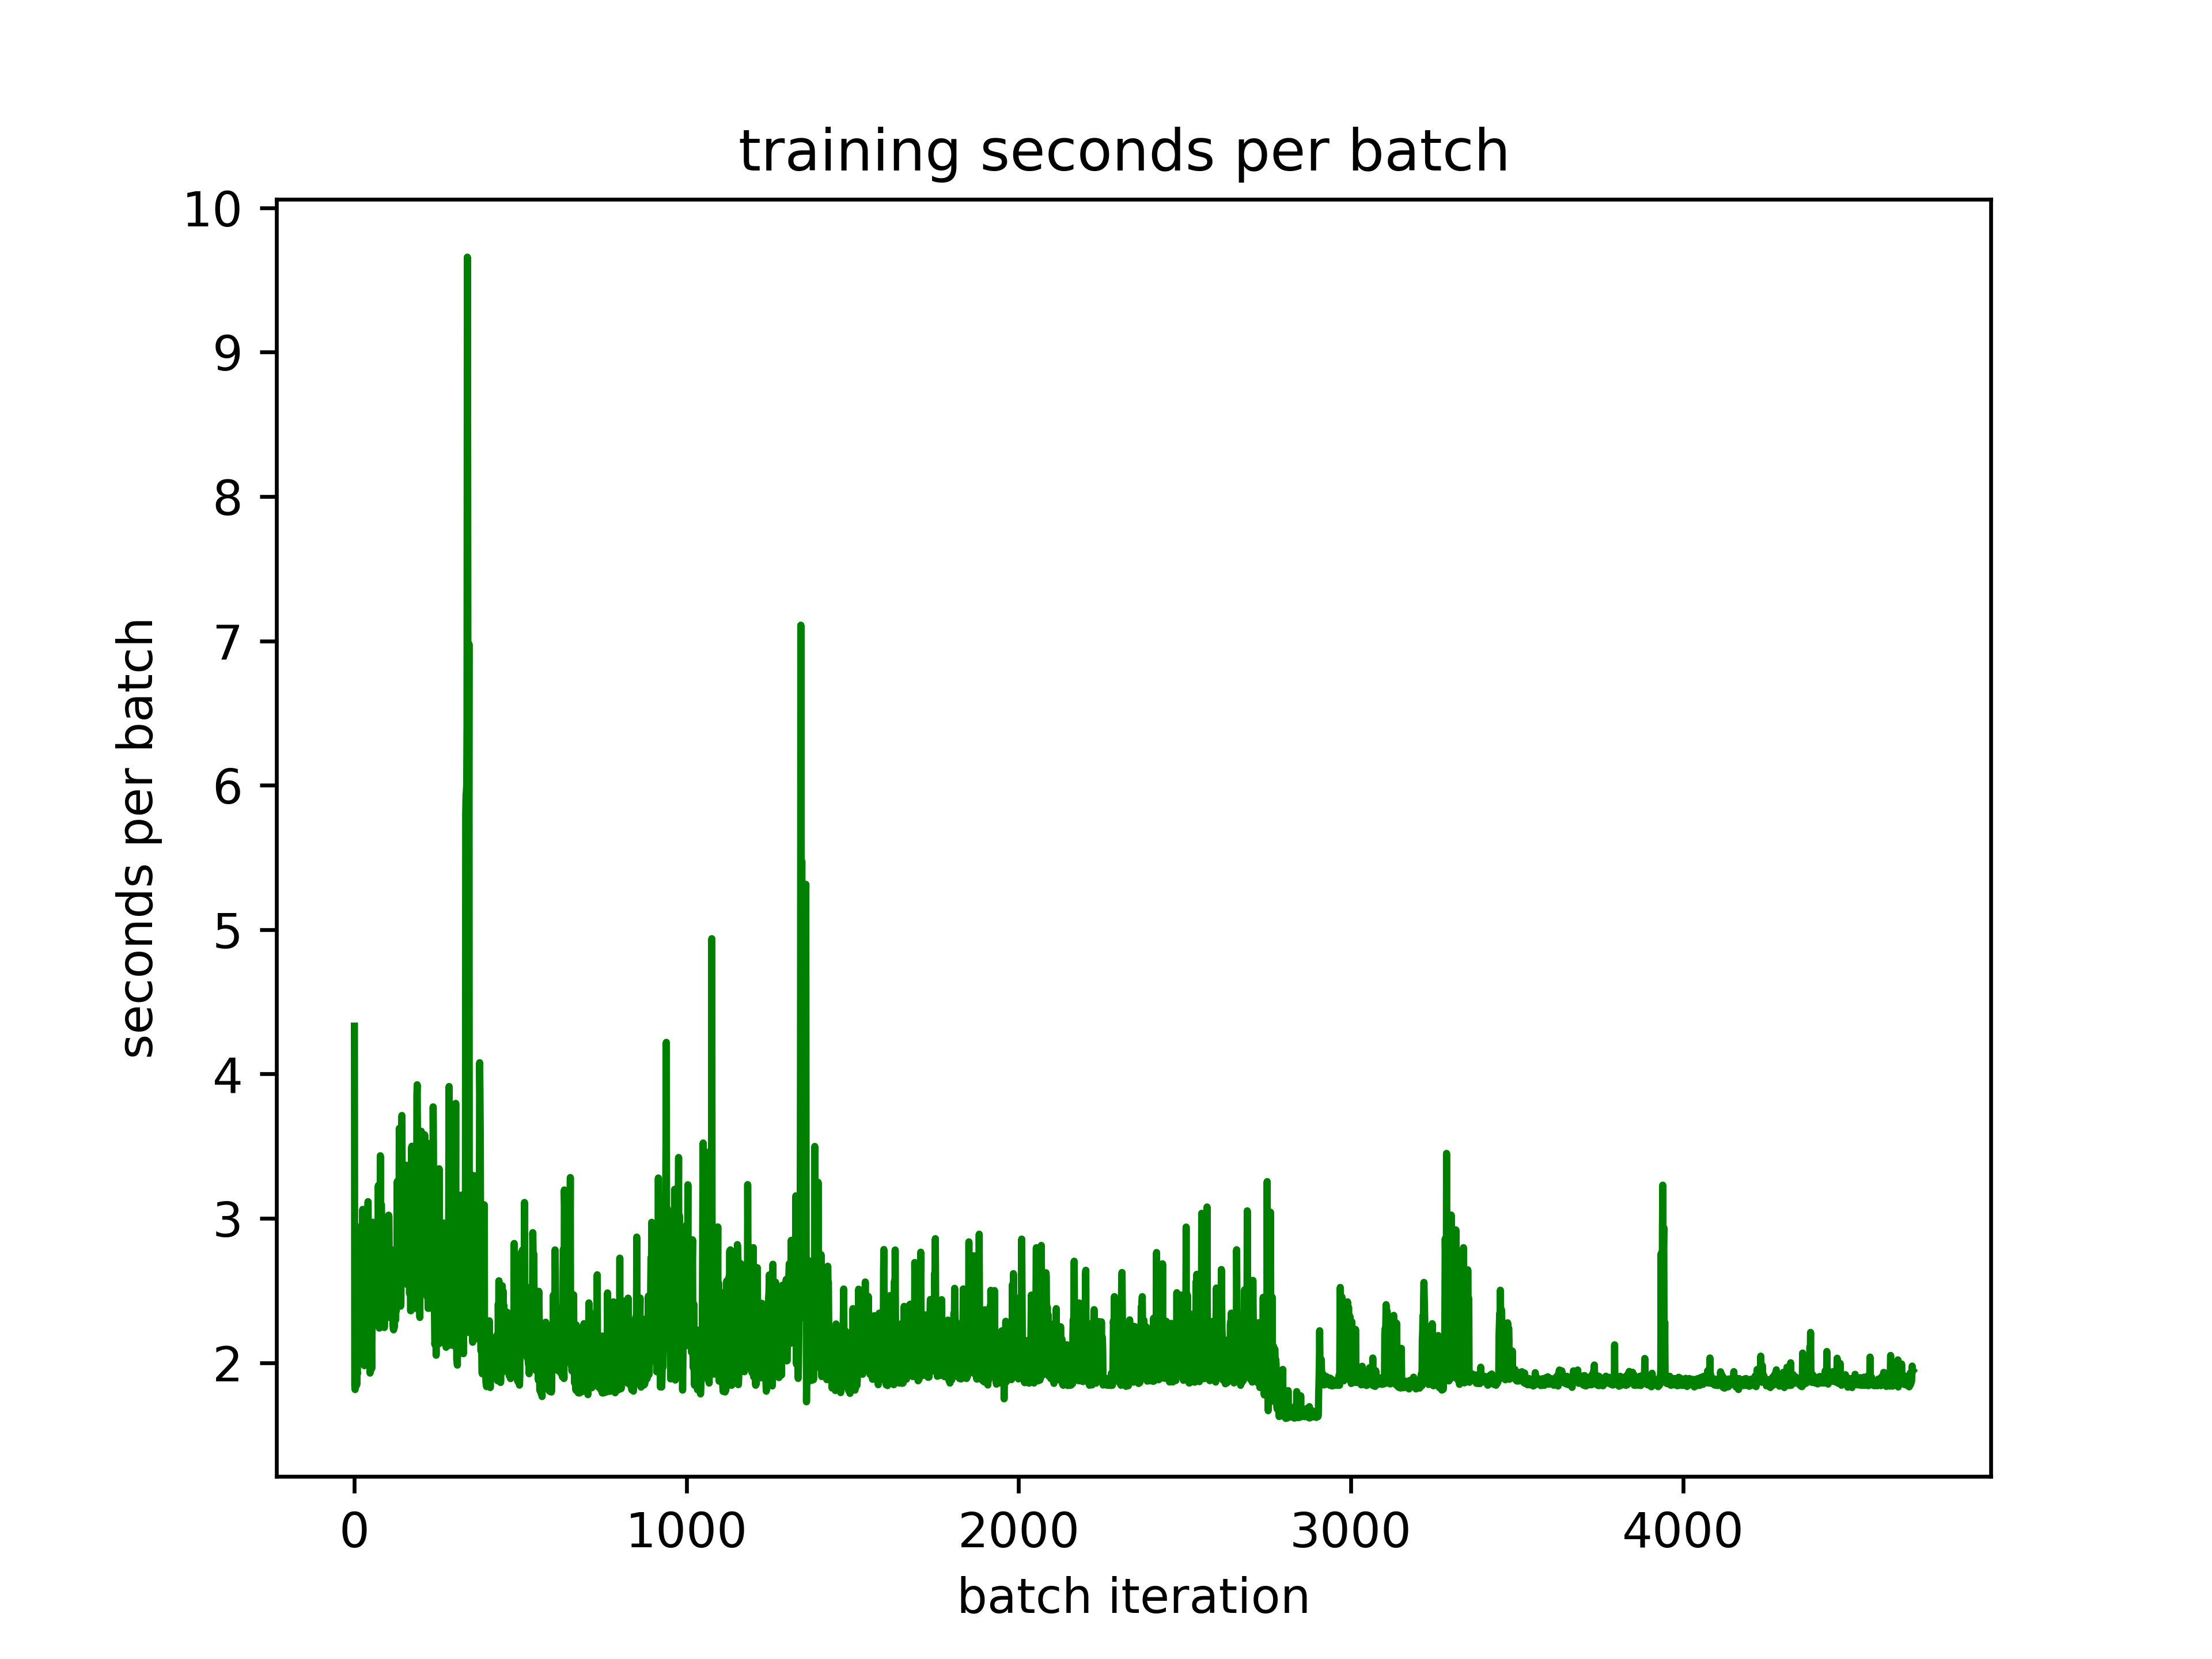 training seconds per batch
10
9
8
7
6
5
4
3
2
seconds per batch
0 1000 2000 3000 4000
batch iteration